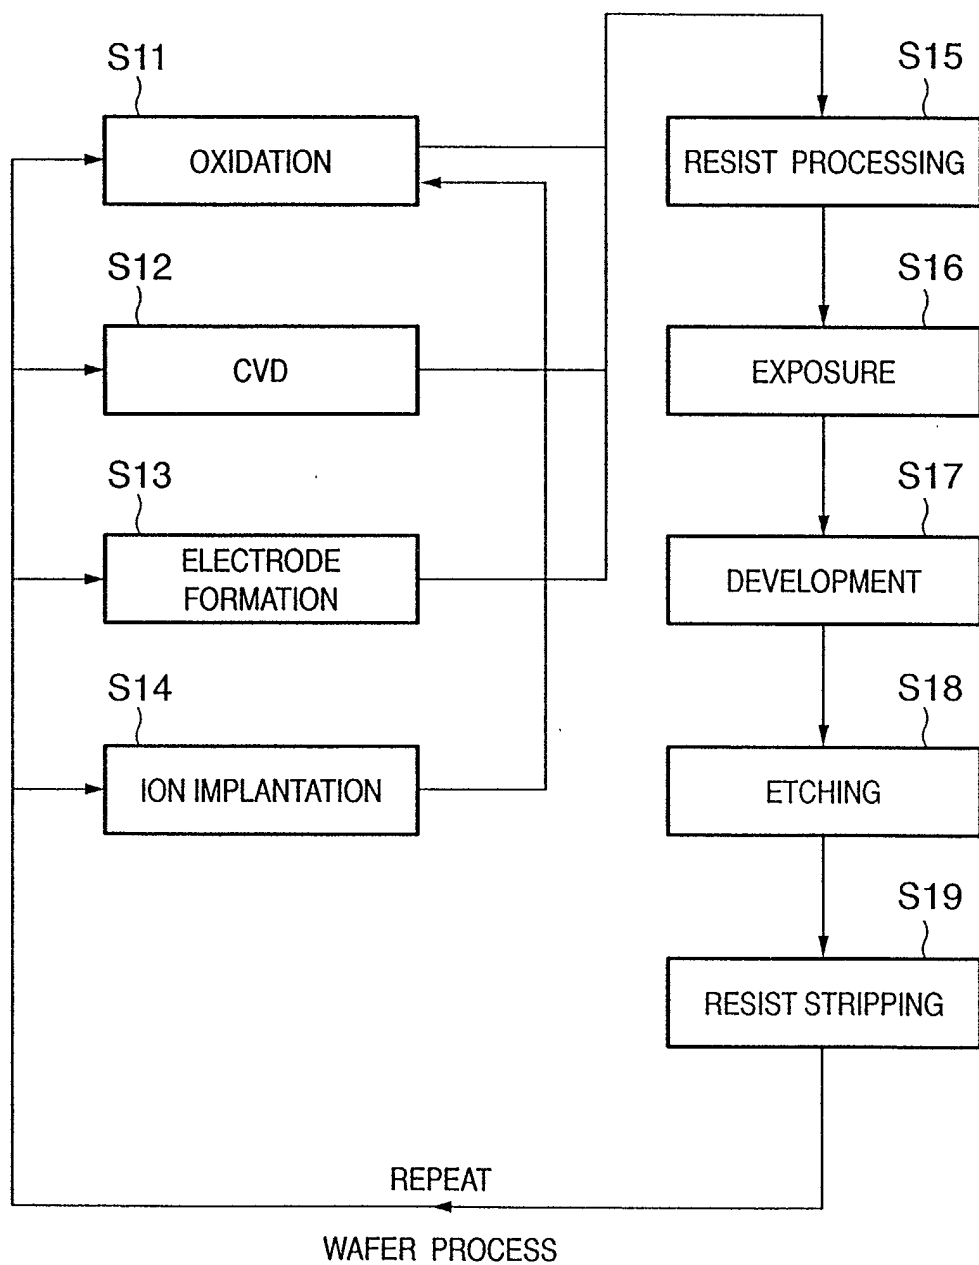 S11
OXIDATION
S12
CVD
S13
ELECTRODE
FORMATION
S14
ION IMPLANTATION
S15
RESIST PROCESSING
S16
EXPOSURE
S17
DEVELOPMENT
S18
ETCHING
S19
RESIST STRIPPING
REPEAT
WAFER PROCESS